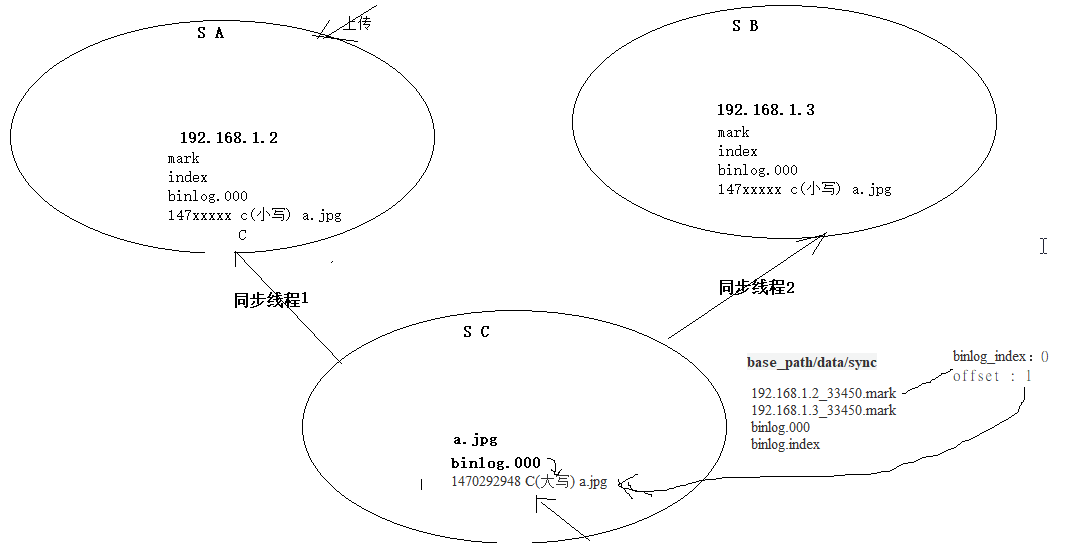 上传
S A
192.168.1.2
mark
index
binlog.000
147xxxxx c(小写) a.jpg
C
S B
192.168.1.3
mark
index
binlog.000
147xxxxx c(小写) a.jpg
同步线程1
同步线程2
S C
a.jpg
binlog.000
1470292948 C(大写) a.jpg
base_path/data/sync
192.168.1.2_33450.mark
192.168.1.3_33450.mark
binlog.000
binlog.index
binlog_index：0
offset : 1